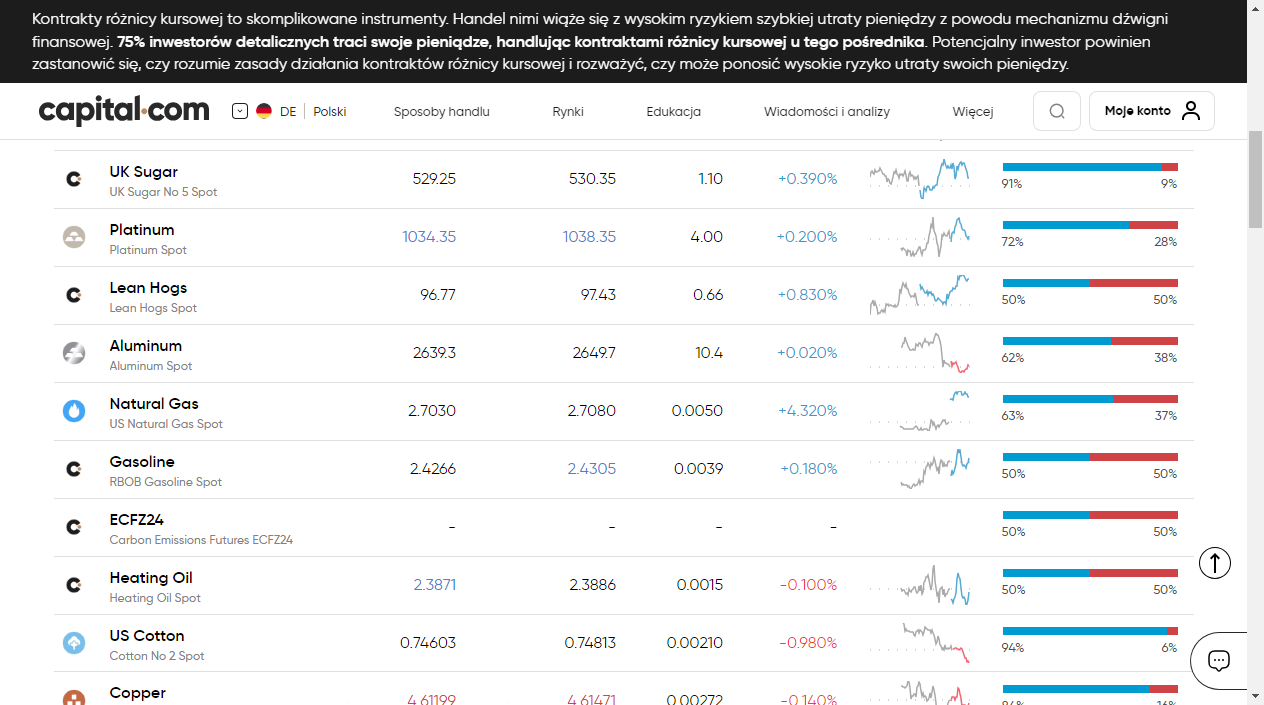 Kontrakty różnicy kursowej to skomplikowane instrumenty. Handel nimi wiąże się z wysokim ryzykiem szybkiej utraty pieniędzy z powodu mechanizmu dźwigni
finansowej. 75% inwestorów detalicznych traci swoje pieniądze, handlując kontraktami różnicy kursowej u tego pośrednika. Potencjalny inwestor powinien
zastanowić się, czy rozumie zasady działania kontraktów różnicy kursowej i rozważyć, czy może ponosić wysokie ryzyko utraty swoich pieniędzy.
capital.com DE Polski Sposoby handlu Rynki Edukacja Wiadomości i analizy Więcej Moje konto
UK Sugar 529.25 530.35 1.10 +0.390%
UK Sugar No 5 Spot 91% 9%
Platinum 1034.35 1038.35 4.00 +0.200%
Platinum Spot 72% 28%
Lean Hogs 96.77 97.43 0.66 +0.830%
Lean Hogs Spot 50% 50%
Aluminum 2639.3 2649.7 10.4 +0.020%
Aluminum Spot 62% 38%
Natural Gas 2.7030 2.7080 0.0050 +4.320%
US Natural Gas Spot 63% 37%
Gasoline 2.4266 2.4305 0.0039 +0.180%
RBOB Gasoline Spot 50% 50%
ECFZ24 - - - -
Carbon Emissions Futures ECFZ24 50% 50%
Heating Oil 2.3871 2.3886 0.0015 -0.100%
Heating Oil Spot 50% 50%
US Cotton 0.74603 0.74813 0.00210 -0.980%
Cotton No 2 Spot 94% 6%
Copper 4.61199 4.61471 0.00272 -0.140%